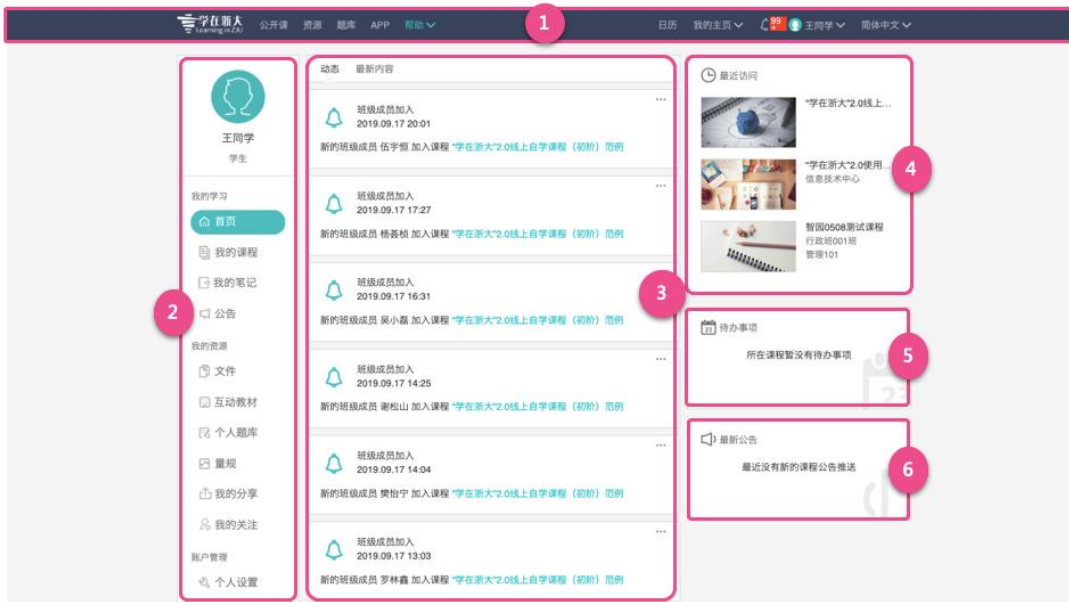 学在浙大
Learning in ZJU
公开课 资源 题库 APP 帮助
1
日历 我的主页 99+ 王同学 简体中文
王同学
学生
我的学习
首页
我的课程
我的笔记
公告
2
我的资源
文件
互动教材
个人题库
量规
我的分享
我的关注
账户管理
个人设置
动态 最新内容
班级成员加入
2019.09.17 20:01
新的班级成员 伍宇恒 加入课程 "学在浙大"2.0线上自学课程（初阶）范例
班级成员加入
2019.09.17 17:27
新的班级成员 杨荟桢 加入课程 "学在浙大"2.0线上自学课程（初阶）范例
班级成员加入
2019.09.17 16:31
新的班级成员 吴小磊 加入课程 "学在浙大"2.0线上自学课程（初阶）范例
3
班级成员加入
2019.09.17 14:25
新的班级成员 谢松山 加入课程 "学在浙大"2.0线上自学课程（初阶）范例
班级成员加入
2019.09.17 14:04
新的班级成员 樊怡宁 加入课程 "学在浙大"2.0线上自学课程（初阶）范例
班级成员加入
2019.09.17 13:03
新的班级成员 罗林鑫 加入课程 "学在浙大"2.0线上自学课程（初阶）范例
最近访问
"学在浙大"2.0线上...
"学在浙大"2.0使用...
信息技术中心
4
智园0508测试课程
行政班001班
管理101
23 待办事项
所在课程暂没有待办事项
5
23
最新公告
最近没有新的课程公告推送
6